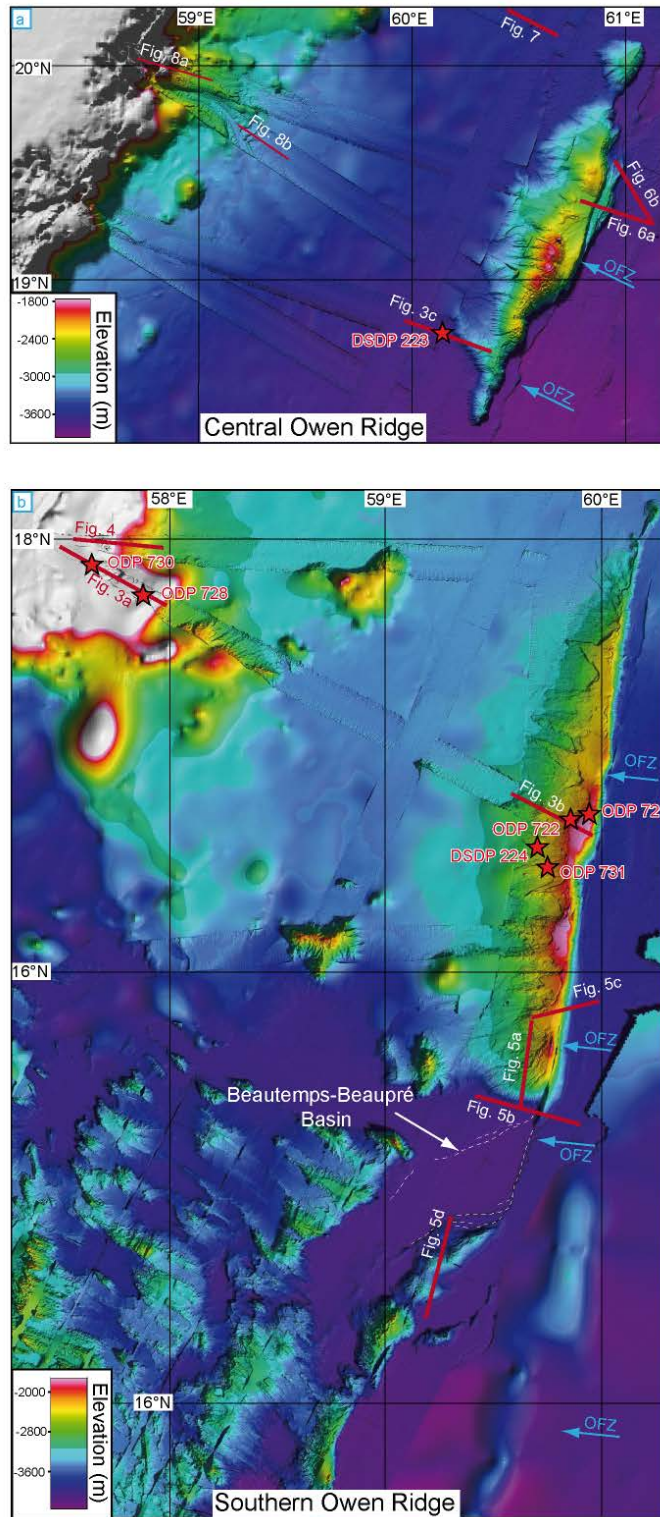 a
59°E
60°E
61°E
Fig. 7
20°N
Fig. 8a
Fig. 8b
Fig. 6b
Fig. 6a
OFZ
19°N
Fig. 3c
DSDP 223
OFZ
-1800
-2400
-3000
-3600
Elevation (m)
Central Owen Ridge
b
58°E
59°E
60°E
18°N
Fig. 4
ODP 730
Fig. 3a
ODP 728
OFZ
Fig. 3b
ODP 72
ODP 722
DSDP 224
ODP 731
16°N
Fig. 5c
Fig. 5a
OFZ
Beautemps-Beaupré
Basin
Fig. 5b
OFZ
Fig. 5d
16°N
OFZ
-2000
-2800
-3600
Elevation (m)
Southern Owen Ridge